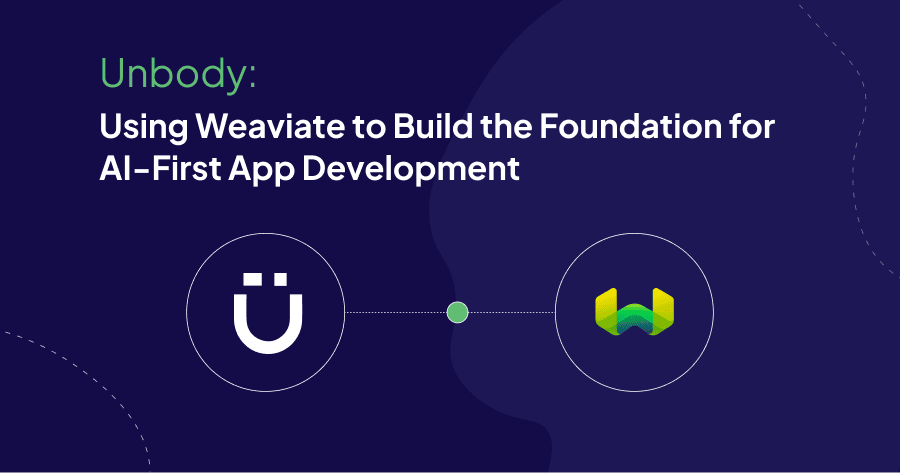 Unbody:
Using Weaviate to Build the Foundation for
AI-First App Development
Ü